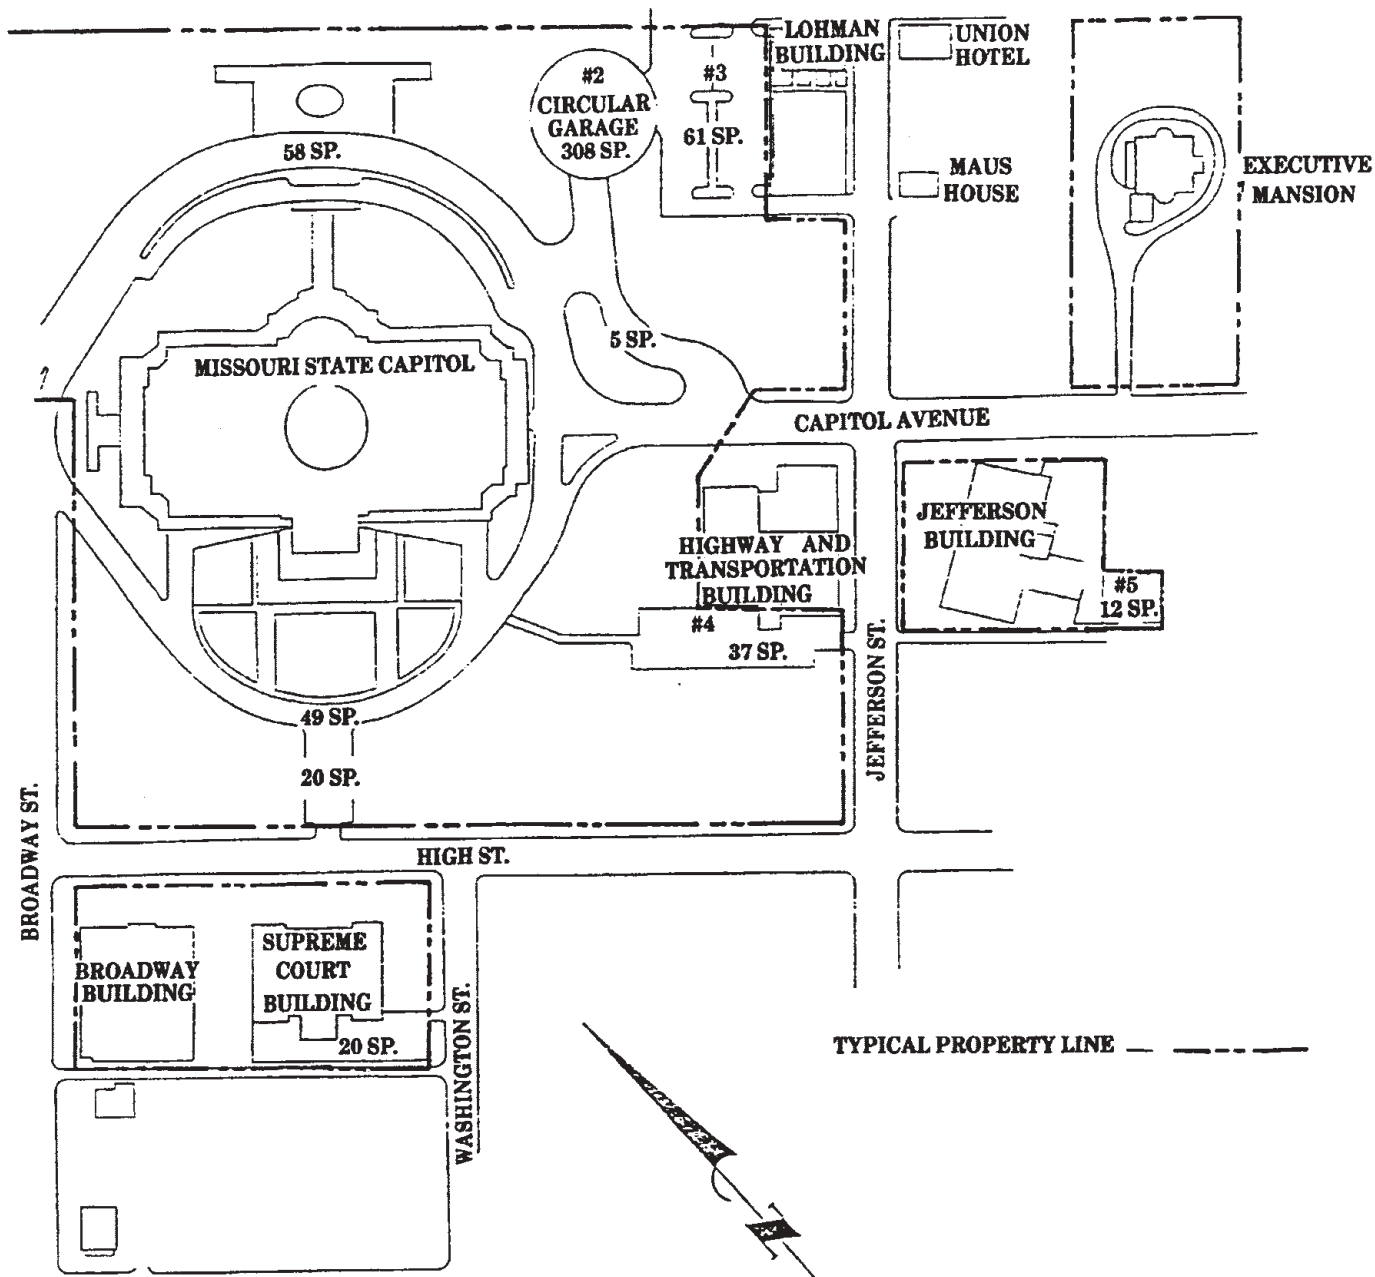 LOHMAN
BUILDING
UNION
HOTEL
#2
CIRCULAR
GARAGE
308 SP.
#3
61 SP.
58 SP.
MAUS
HOUSE
EXECUTIVE
MANSION
5 SP.
MISSOURI STATE CAPITOL
CAPITOL AVENUE
JEFFERSON
BUILDING
HIGHWAY AND
TRANSPORTATION
BUILDING
#5
12 SP.
#4
37 SP.
JEFFERSON ST.
49 SP.
20 SP.
BROADWAY ST.
HIGH ST.
BROADWAY
BUILDING
SUPREME
COURT
BUILDING
20 SP.
WASHINGTON ST.
TYPICAL PROPERTY LINE